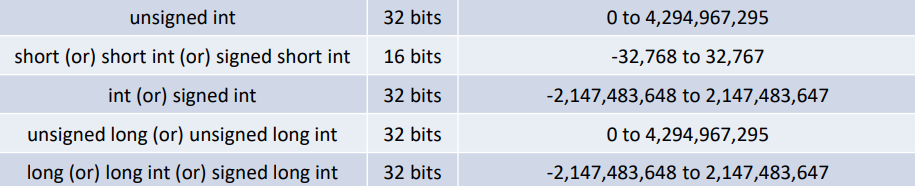 unsigned int 32 bits 0 to 4,294,967,295
short (or) short int (or) signed short int 16 bits -32,768 to 32,767
int (or) signed int 32 bits -2,147,483,648 to 2,147,483,647
unsigned long (or) unsigned long int 32 bits 0 to 4,294,967,295
long (or) long int (or) signed long int 32 bits -2,147,483,648 to 2,147,483,647